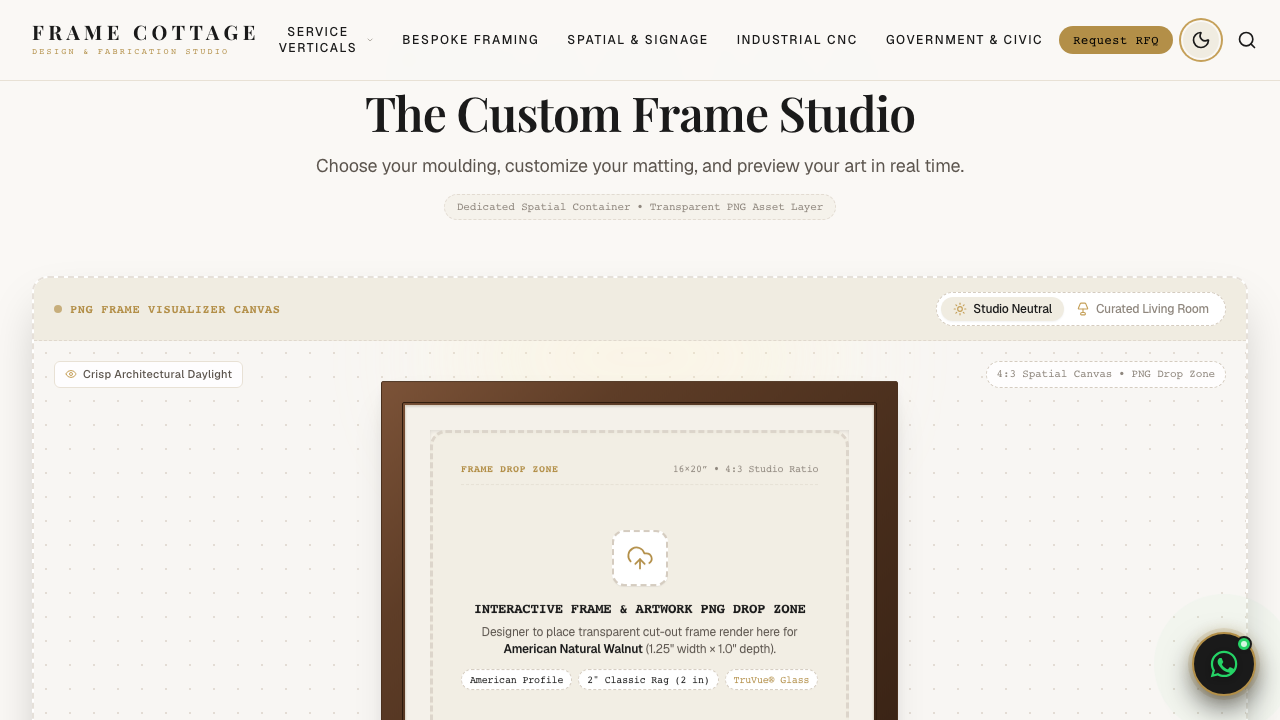 FRAME COTTAGE
DESIGN & FABRICATION STUDIO
SERVICE
VERTICALS
BESPOKE FRAMING
SPATIAL & SIGNAGE
INDUSTRIAL CNC
GOVERNMENT & CIVIC
Request RFQ
The Custom Frame Studio
Choose your moulding, customize your matting, and preview your art in real time.
Dedicated Spatial Container • Transparent PNG Asset Layer
PNG FRAME VISUALIZER CANVAS
Studio Neutral
Curated Living Room
Crisp Architectural Daylight
4:3 Spatial Canvas • PNG Drop Zone
FRAME DROP ZONE
16×20" • 4:3 Studio Ratio
INTERACTIVE FRAME & ARTWORK PNG DROP ZONE
Designer to place transparent cut-out frame render here for
American Natural Walnut (1.25" width × 1.0" depth).
American Profile
2" Classic Rag (2 in)
TruVue® Glass